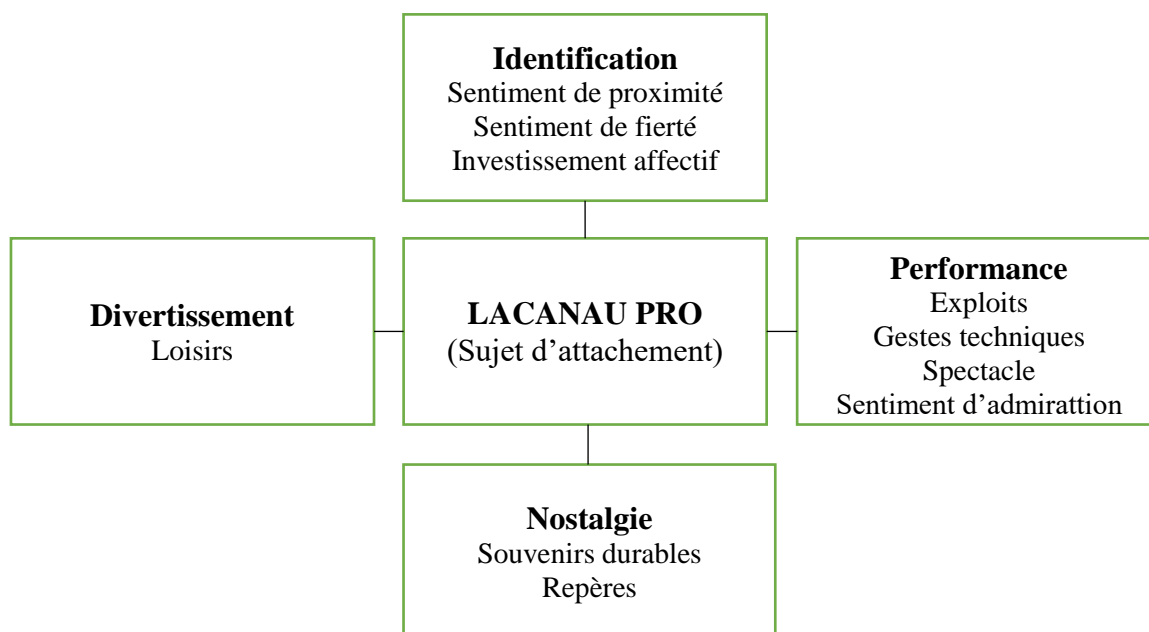 Identification
Sentiment de proximité
Sentiment de fierté
Investissement affectif
Divertissement
Loisirs
LACANAU PRO
(Sujet d’attachement)
Performance
Exploits
Gestes techniques
Spectacle
Sentiment d’admirattion
Nostalgie
Souvenirs durables
Repères